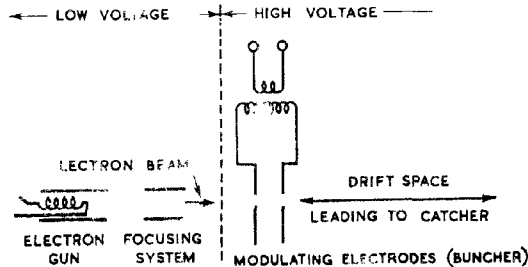 LOW VOLTAGE HIGH VOLTAGE
LECTRON BEAM
DRIFT SPACE
LEADING TO CATCHER
ELECTRON GUN
FOCUSING SYSTEM
MODULATING ELECTRODES (BUNCHER)